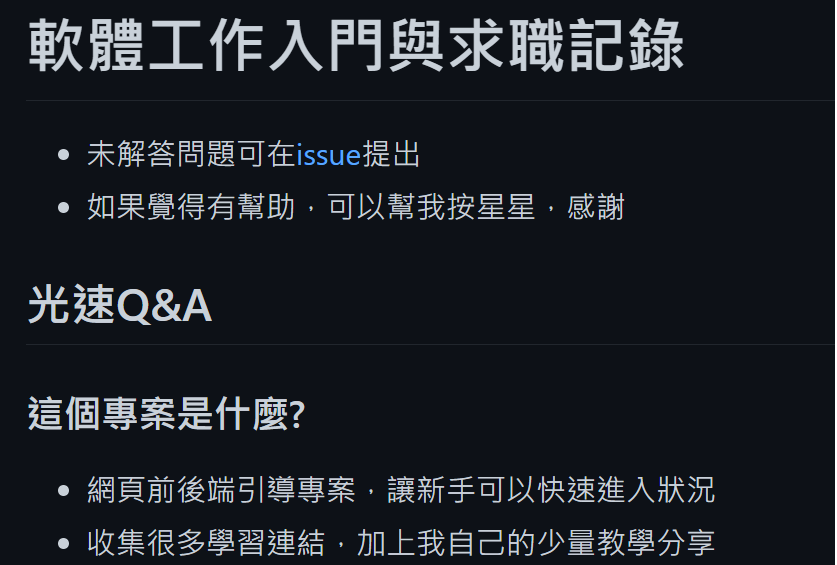 軟體工作入門與求職記錄
未解答問題可在issue提出
如果覺得有幫助，可以幫我按星星，感謝
光速Q&A
這個專案是什麼?
網頁前後端引導專案，讓新手可以快速進入狀況
收集很多學習連結，加上我自己的少量教學分享